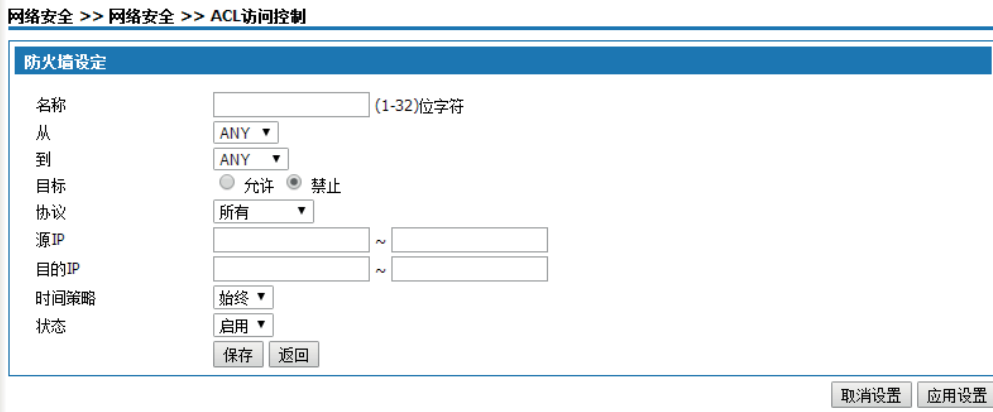 网络安全 >> 网络安全 >> ACL访问控制
防火墙设定
名称 (1-32)位字符
从 ANY
到 ANY
目标 允许 禁止
协议 所有
源IP ~
目的IP ~
时间策略 始终
状态 启用
保存 返回
取消设置 应用设置